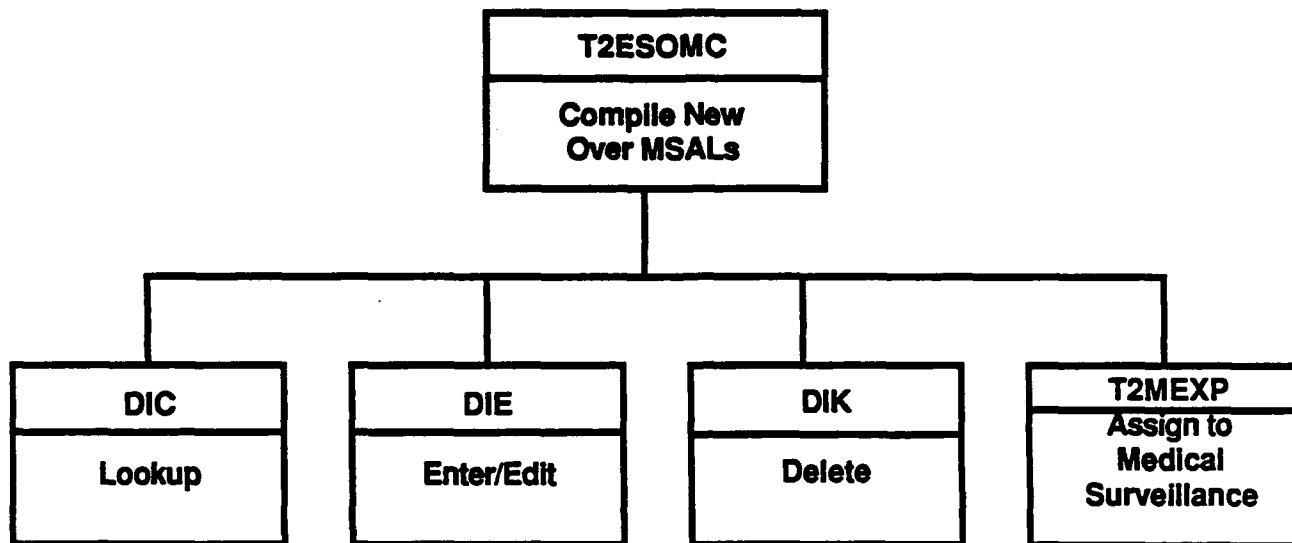 T2ESOMC
Compile New
Over MSALs
DIC
Lookup
DIE
Enter/Edit
DIK
Delete
T2MEXP
Assign to
Medical
Surveillance